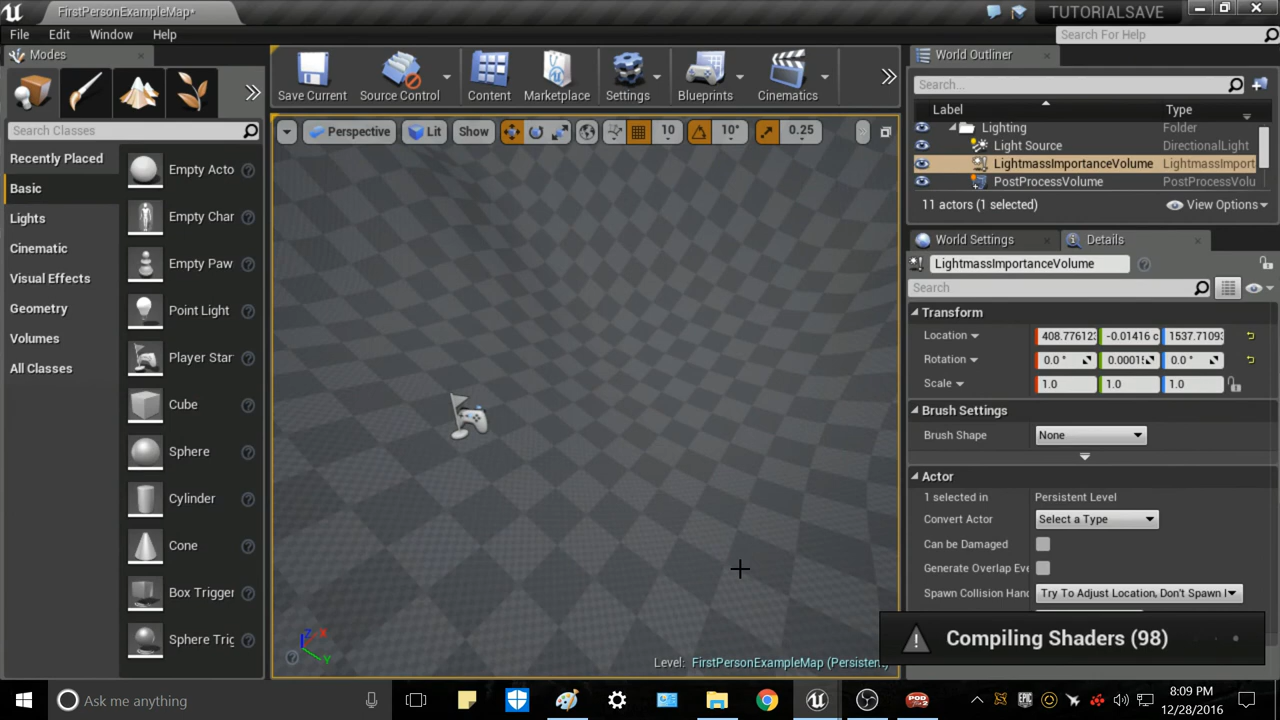 FirstPersonExampleMap*
TUTORIALSAVE
File Edit Window Help
Search For Help
Modes
Search Classes
Recently Placed
Basic
Lights
Cinematic
Visual Effects
Geometry
Volumes
All Classes
Empty Acto
Empty Char
Empty Paw
Point Light
Player Star
Cube
Sphere
Cylinder
Cone
Box Trigger
Sphere Trig
Save Current Source Control Content Marketplace Settings Blueprints Cinematics
Perspective Lit Show 10 10° 0.25
Z X
Y
Level: FirstPersonExampleMap (Persistent)
World Outliner
Search...
Label Type
Lighting Folder
Light Source DirectionalLight
LightmassImportanceVolume LightmassImport
PostProcessVolume PostProcessVolu
11 actors (1 selected) View Options
World Settings Details
LightmassImportanceVolume
Search
Transform
Location 408.776123 -0.01416 c 1537.7109
Rotation 0.0 ° 0.0001 0.0 °
Scale 1.0 1.0 1.0
Brush Settings
Brush Shape None
Actor
1 selected in Persistent Level
Convert Actor Select a Type
Can be Damaged
Generate Overlap Eve
Spawn Collision Hand Try To Adjust Location, Don't Spawn I
Compiling Shaders (98)
Ask me anything
EPIC
POD
8:09 PM
12/28/2016